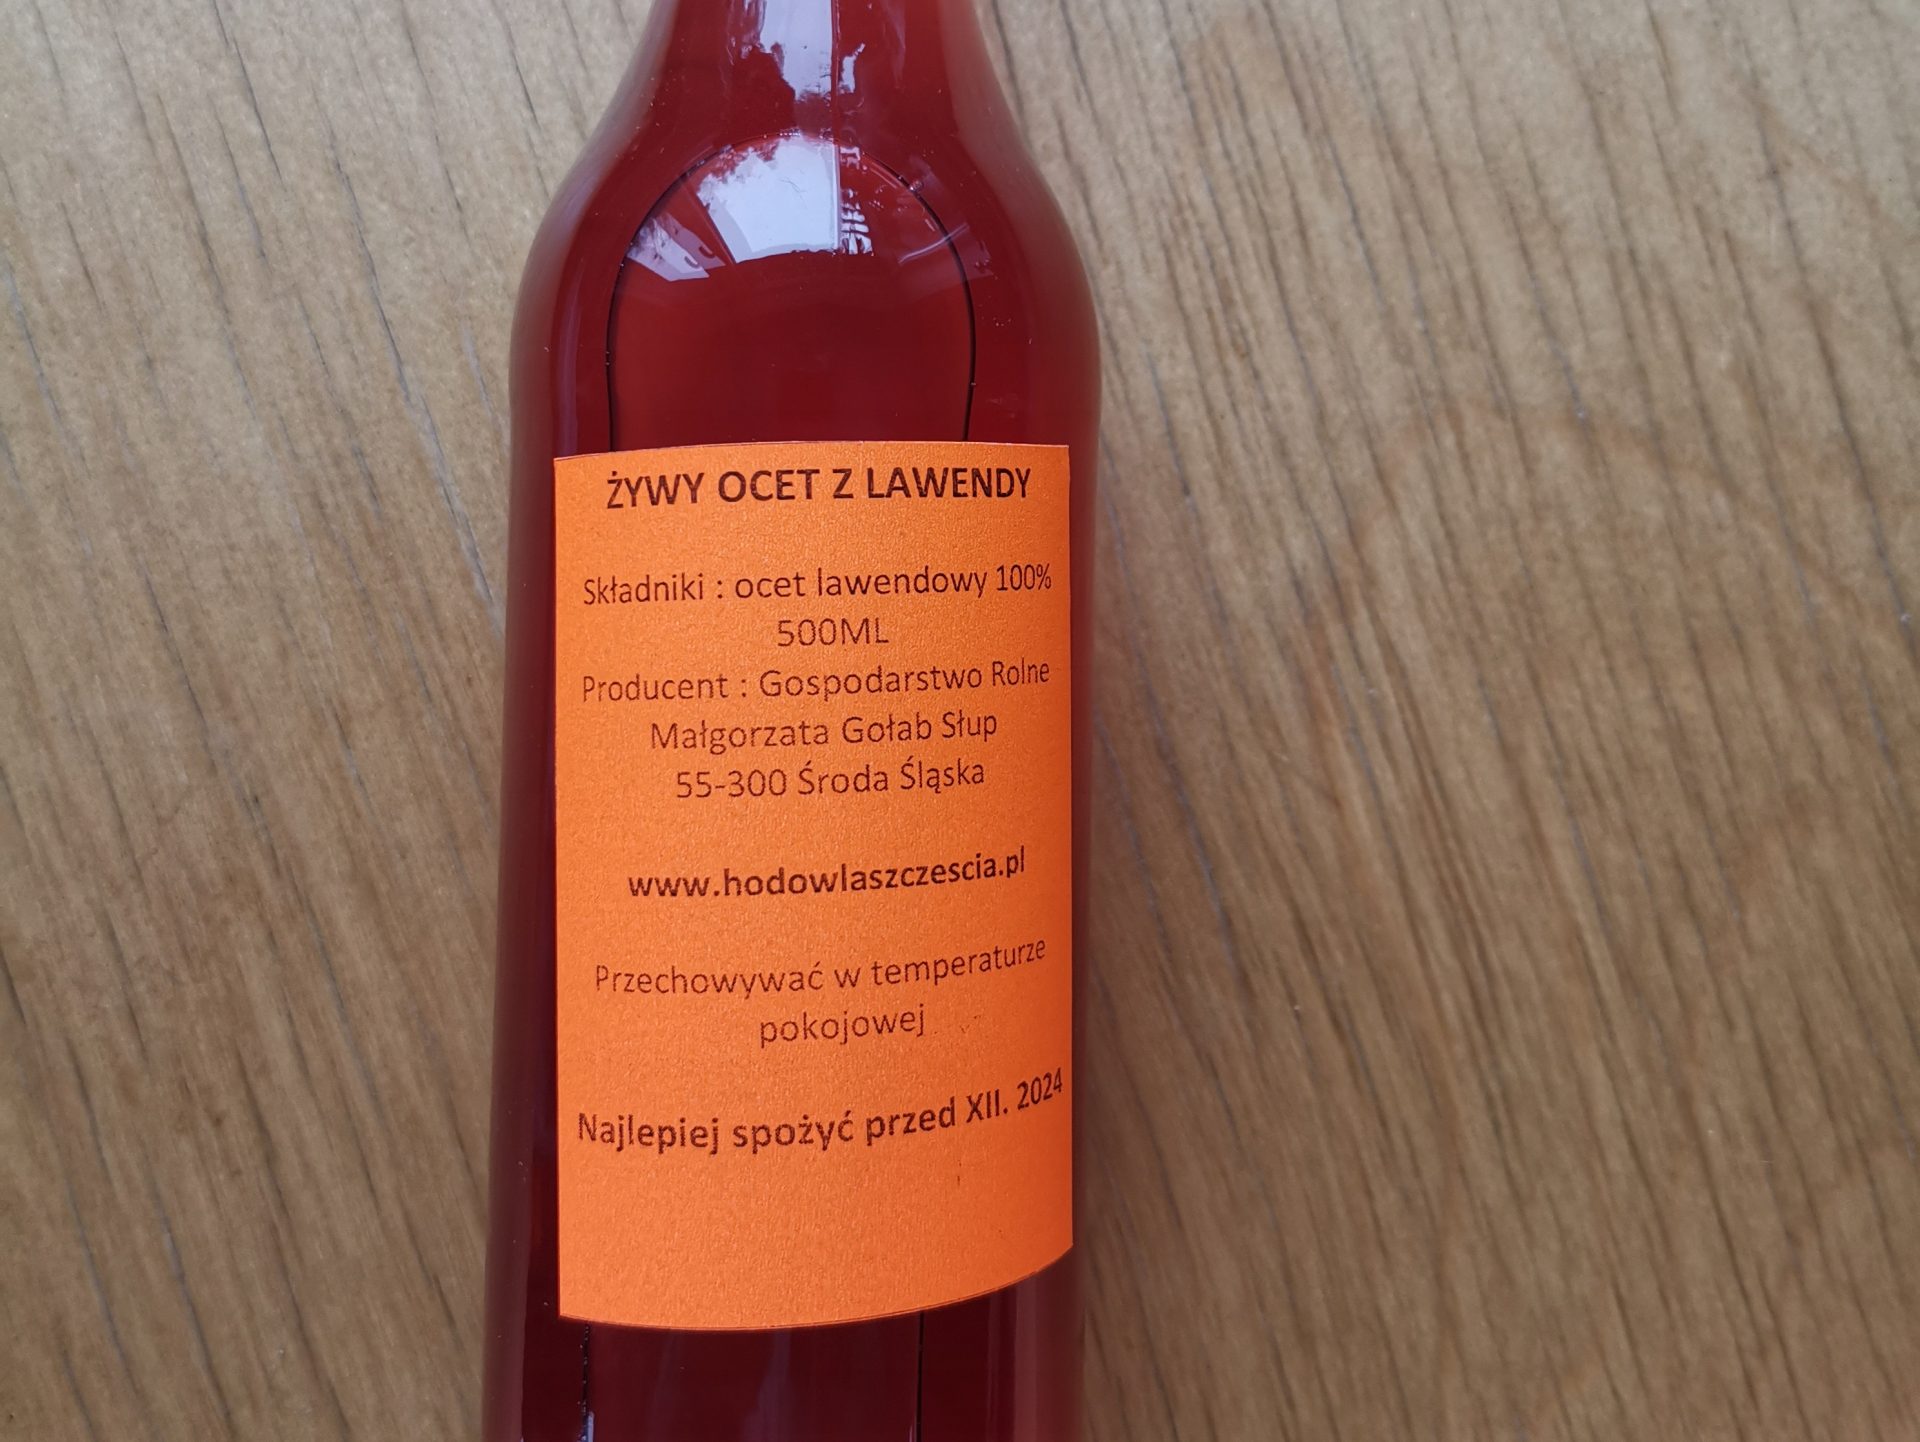 ŻYWY OCET Z LAWENDY
Składniki : ocet lawendowy 100%
500ML
Producent : Gospodarstwo Rolne
Małgorzata Gołab Słup
55-300 Środa Śląska
www.hodowlaszczescia.pl
Przechowywać w temperaturze
pokojowej
Najlepiej spożyć przed XII. 2024